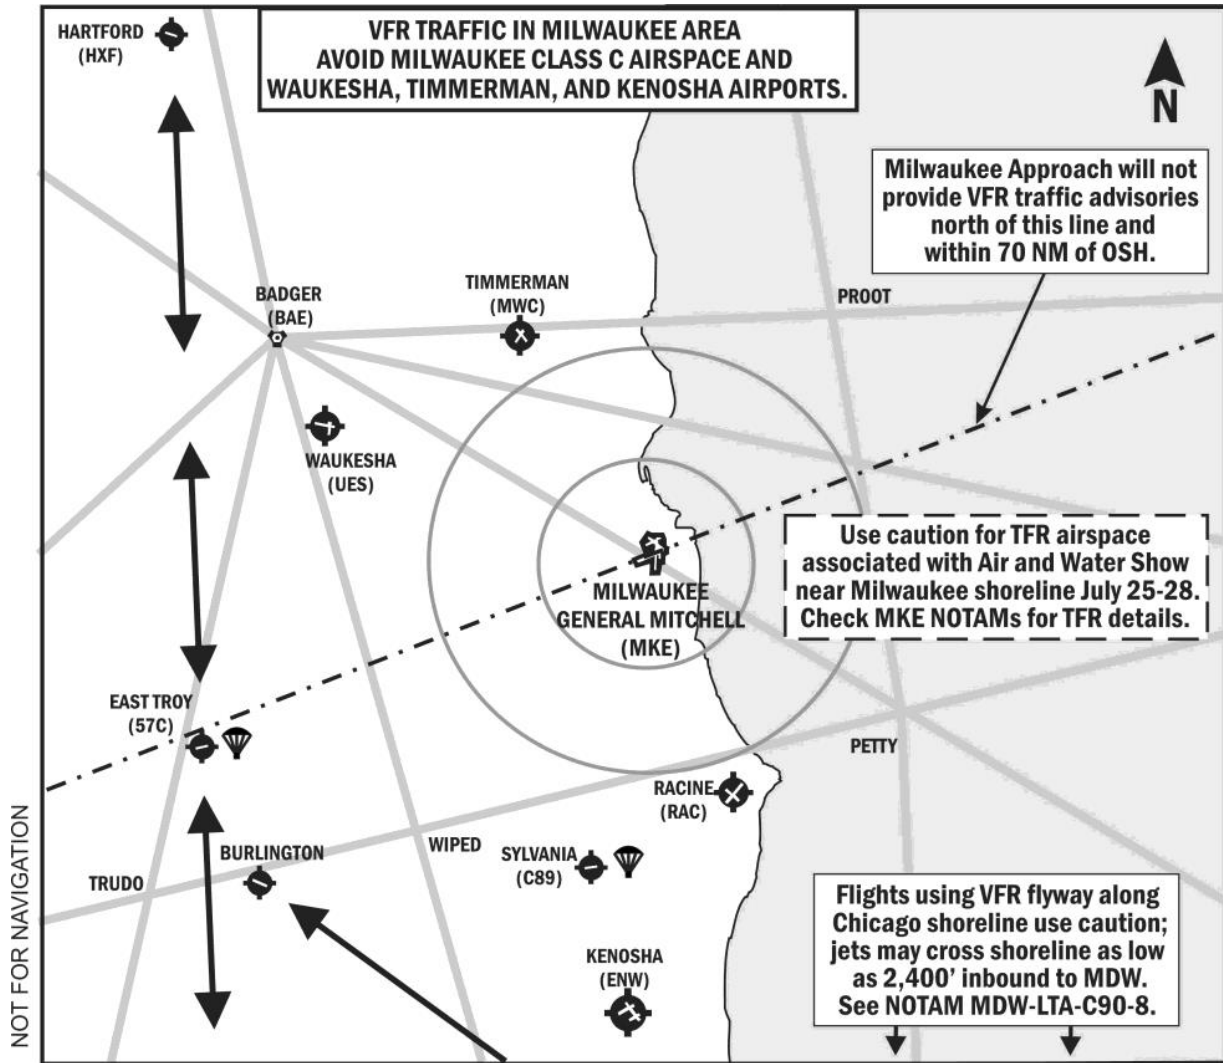 HARTFORD
(HXF)
VFR TRAFFIC IN MILWAUKEE AREA
AVOID MILWAUKEE CLASS C AIRSPACE AND
WAUKESHA, TIMMERMAN, AND KENOSHA AIRPORTS.
N
Milwaukee Approach will not
provide VFR traffic advisories
north of this line and
within 70 NM of OSH.
BADGER
(BAE)
TIMMERMAN
(MWC)
PROOT
WAUKESHA
(UES)
Use caution for TFR airspace
associated with Air and Water Show
near Milwaukee shoreline July 25-28.
Check MKE NOTAMs for TFR details.
MILWAUKEE
GENERAL MITCHELL
(MKE)
EAST TROY
(57C)
PETTY
RACINE
(RAC)
WIPED
SYLVANIA
(C89)
BURLINGTON
TRUDO
KENOSHA
(ENW)
Flights using VFR flyway along
Chicago shoreline use caution;
jets may cross shoreline as low
as 2,400’ inbound to MDW.
See NOTAM MDW-LTA-C90-8.
NOT FOR NAVIGATION